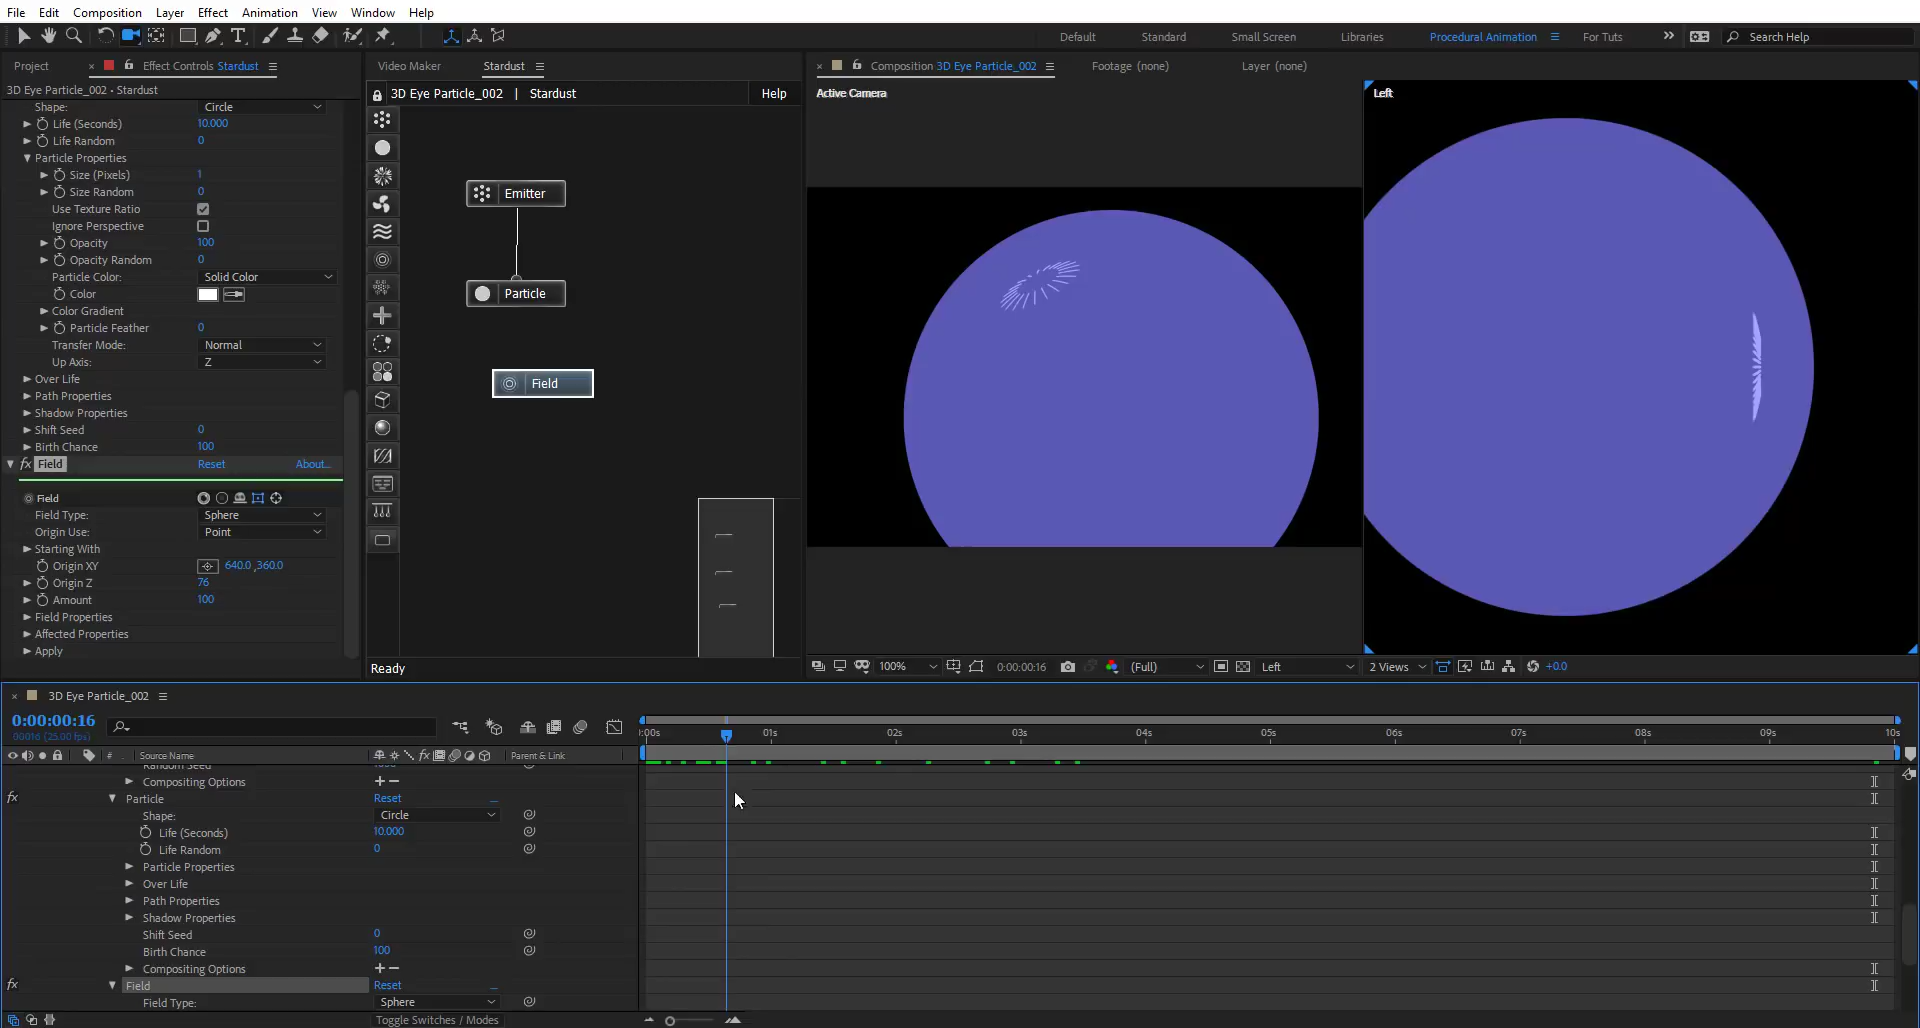 File Edit Composition Layer Effect Animation View Window Help
Default Standard Small Screen Libraries Procedural Animation For Tuts Search Help
Project Effect Controls Stardust
3D Eye Particle_002 • Stardust
Shape: Circle
Life (Seconds) 10.000
Life Random 0
Particle Properties
Size (Pixels) 1
Size Random 0
Use Texture Ratio
Ignore Perspective
Opacity 100
Opacity Random 0
Particle Color: Solid Color
Color
Color Gradient
Particle Feather 0
Transfer Mode: Normal
Up Axis: Z
Over Life
Path Properties
Shadow Properties
Shift Seed 0
Birth Chance 100
fx Field Reset About...
Field
Field Type: Sphere
Origin Use: Point
Starting With
Origin XY 640.0 ,360.0
Origin Z 76
Amount 100
Field Properties
Affected Properties
Apply
Video Maker Stardust
3D Eye Particle_002 | Stardust Help
Emitter
Particle
Field
Ready
Composition 3D Eye Particle_002 Footage (none) Layer (none)
Active Camera
Left
100% 0:00:00:16 (Full) Left 2 Views +0.0
3D Eye Particle_002
0:00:00:16
00016 (25.00 fps)
:00s 01s 02s 03s 04s 05s 06s 07s 08s 09s 10s
# Source Name Parent & Link
Random Seed
Compositing Options
fx Particle Reset
Shape: Circle
Life (Seconds) 10.000
Life Random 0
Particle Properties
Over Life
Path Properties
Shadow Properties
Shift Seed 0
Birth Chance 100
Compositing Options
fx Field Reset
Field Type: Sphere
Toggle Switches / Modes